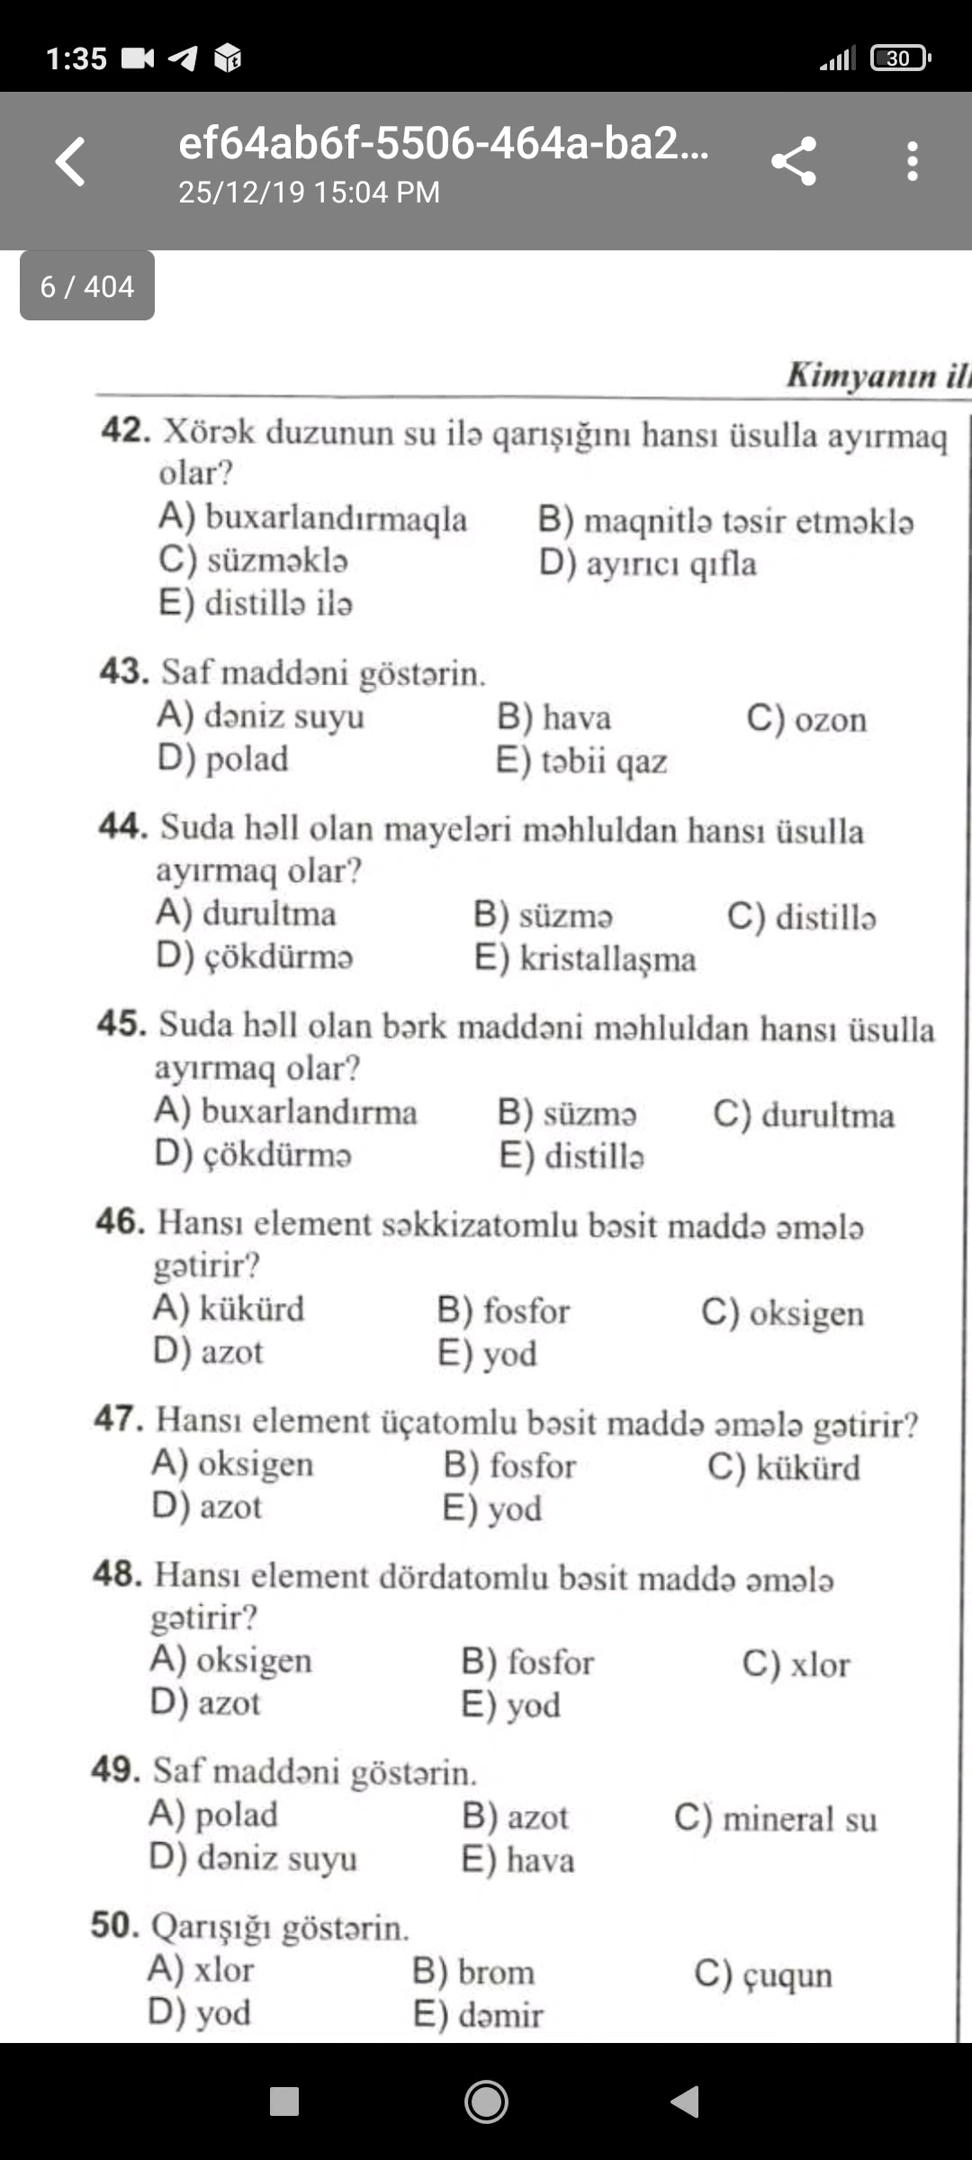 1:35
30
ef64ab6f-5506-464a-ba2...
25/12/19 15:04 PM
6 / 404
Kimyanın
42. Xörək duzunun su ilə qarışığını hansı üsulla ayırmaq
olar?
A) buxarlandırmaqla B) maqnitlə təsir etməklə
C) süzməklə D) ayırıcı qıfla
E) distillə ilə
43. Saf maddəni göstərin.
A) dəniz suyu B) hava C) ozon
D) polad E) təbii qaz
44. Suda həll olan mayeləri məhluldan hansı üsulla
ayırmaq olar?
A) durultma B) süzmə C) distillə
D) çökdürmə E) kristallaşma
45. Suda həll olan bərk maddəni məhluldan hansı üsulla
ayırmaq olar?
A) buxarlandırma B) süzmə C) durultma
D) çökdürmə E) distillə
46. Hansı element səkkizatomlu bəsit maddə əmələ
gətirir?
A) kükürd B) fosfor C) oksigen
D) azot E) yod
47. Hansı element üçatomlu bəsit maddə əmələ gətirir?
A) oksigen B) fosfor C) kükürd
D) azot E) yod
48. Hansı element dördatomlu bəsit maddə əmələ
gətirir?
A) oksigen B) fosfor C) xlor
D) azot E) yod
49. Saf maddəni göstərin.
A) polad B) azot C) mineral su
D) dəniz suyu E) hava
50. Qarışığı göstərin.
A) xlor B) brom C) çuqun
D) yod E) dəmir